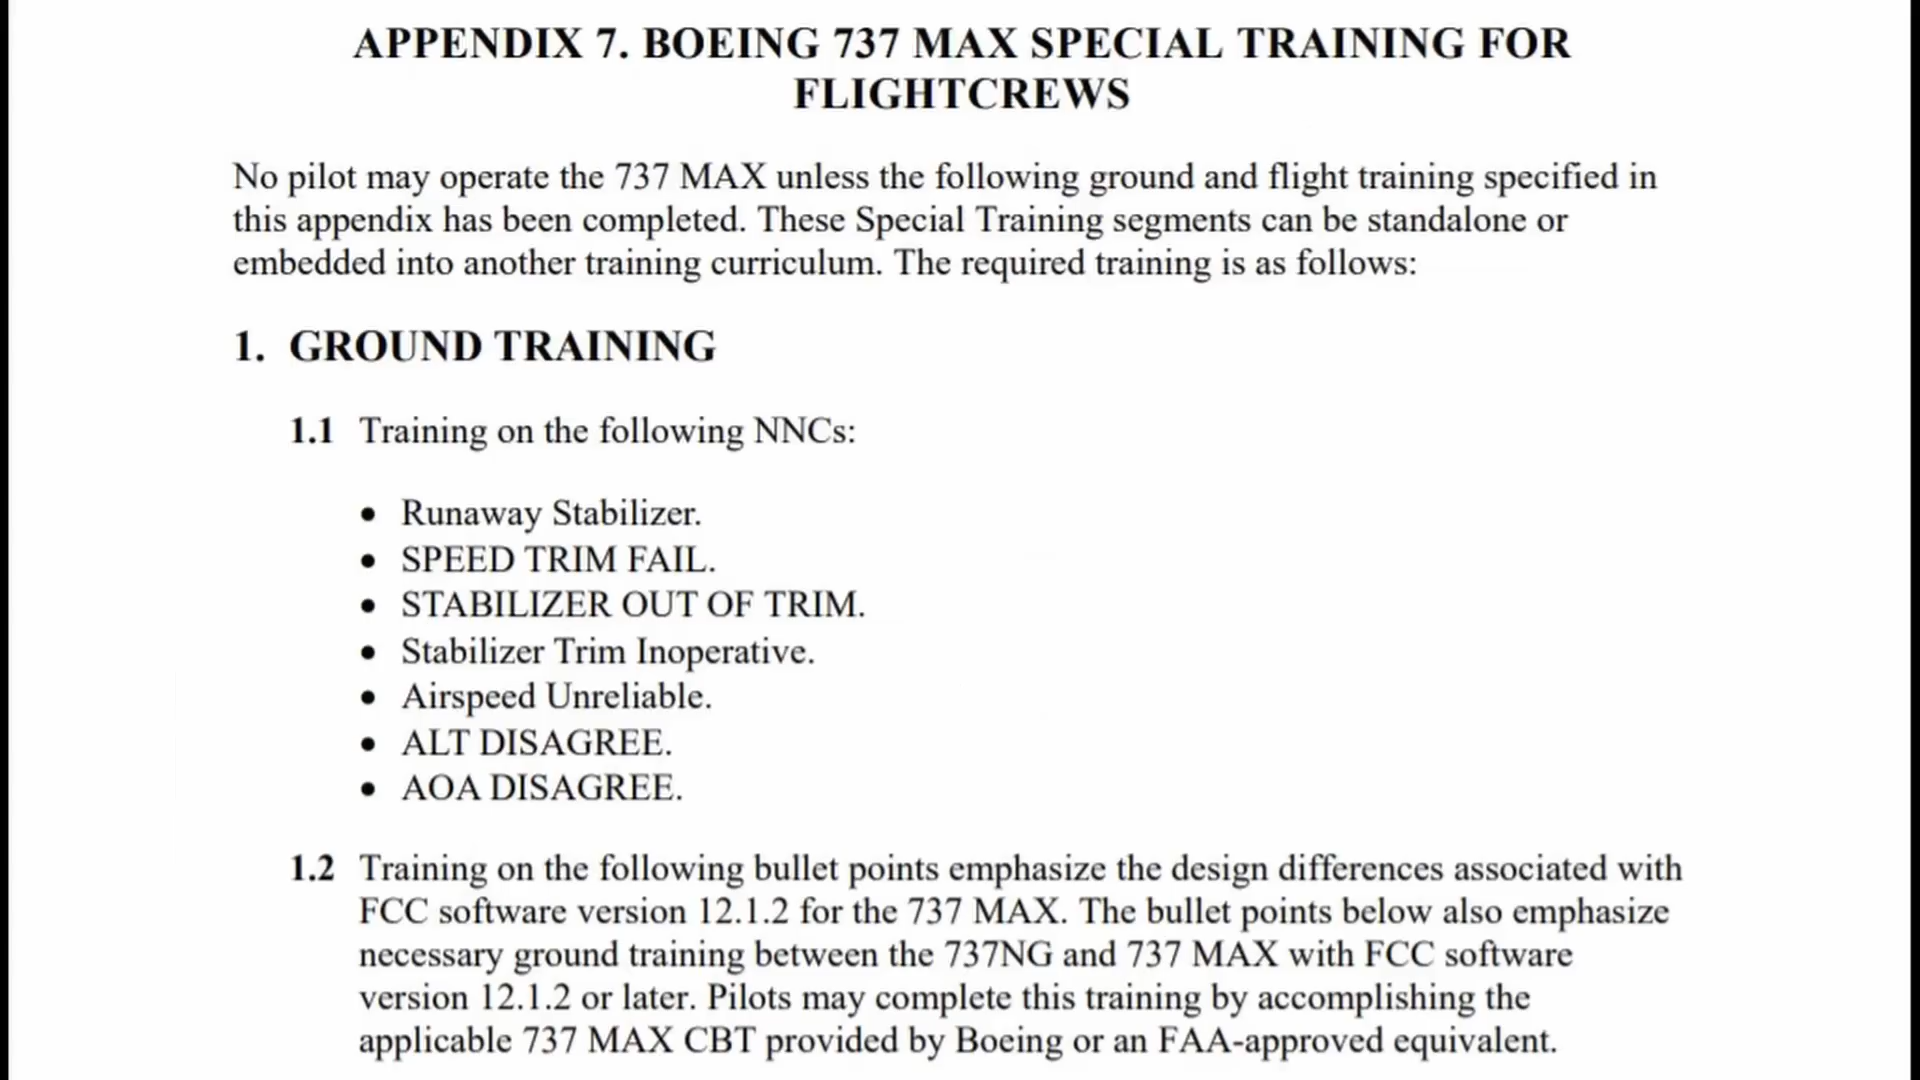 APPENDIX 7. BOEING 737 MAX SPECIAL TRAINING FOR
FLIGHTCREWS
No pilot may operate the 737 MAX unless the following ground and flight training specified in
this appendix has been completed. These Special Training segments can be standalone or
embedded into another training curriculum. The required training is as follows:
1. GROUND TRAINING
1.1 Training on the following NNCs:
• Runaway Stabilizer.
• SPEED TRIM FAIL.
• STABILIZER OUT OF TRIM.
• Stabilizer Trim Inoperative.
• Airspeed Unreliable.
• ALT DISAGREE.
• AOA DISAGREE.
1.2 Training on the following bullet points emphasize the design differences associated with
FCC software version 12.1.2 for the 737 MAX. The bullet points below also emphasize
necessary ground training between the 737NG and 737 MAX with FCC software
version 12.1.2 or later. Pilots may complete this training by accomplishing the
applicable 737 MAX CBT provided by Boeing or an FAA-approved equivalent.